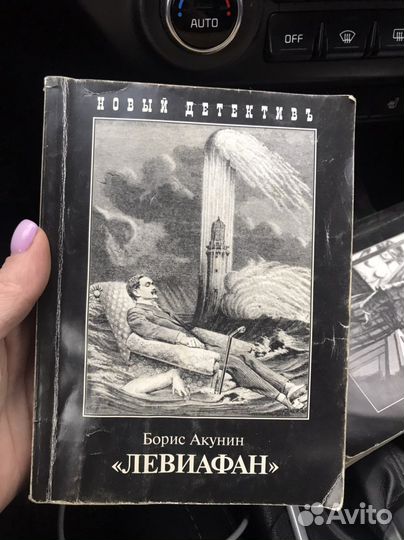 AUTO
OFF
НОВЫЙ ДЕТЕКТИВЪ
Борис Акунин
«ЛЕВИАФАН»
Avito